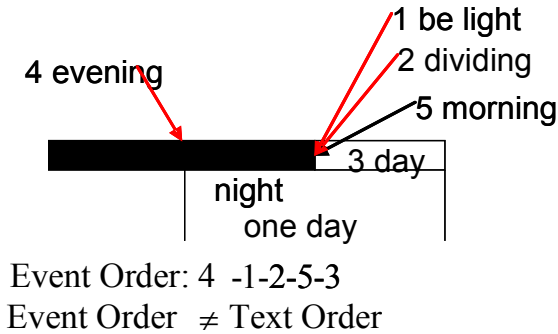 1 be light
2 dividing
4 evening
5 morning
3 day
night
one day
Event Order: 4 -1-2-5-3
Event Order ≠ Text Order